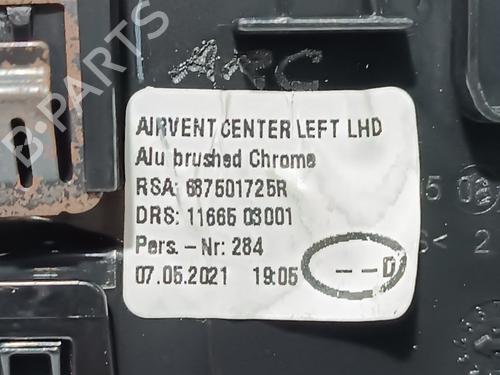 ARC
AIRVENT CENTER LEFT LHD
Alu brushed Chrome
RSA: 687501725R
DRS: 11665 03001
Pers. - Nr: 284
07.05.2021 19:05 --D
B-PARTS